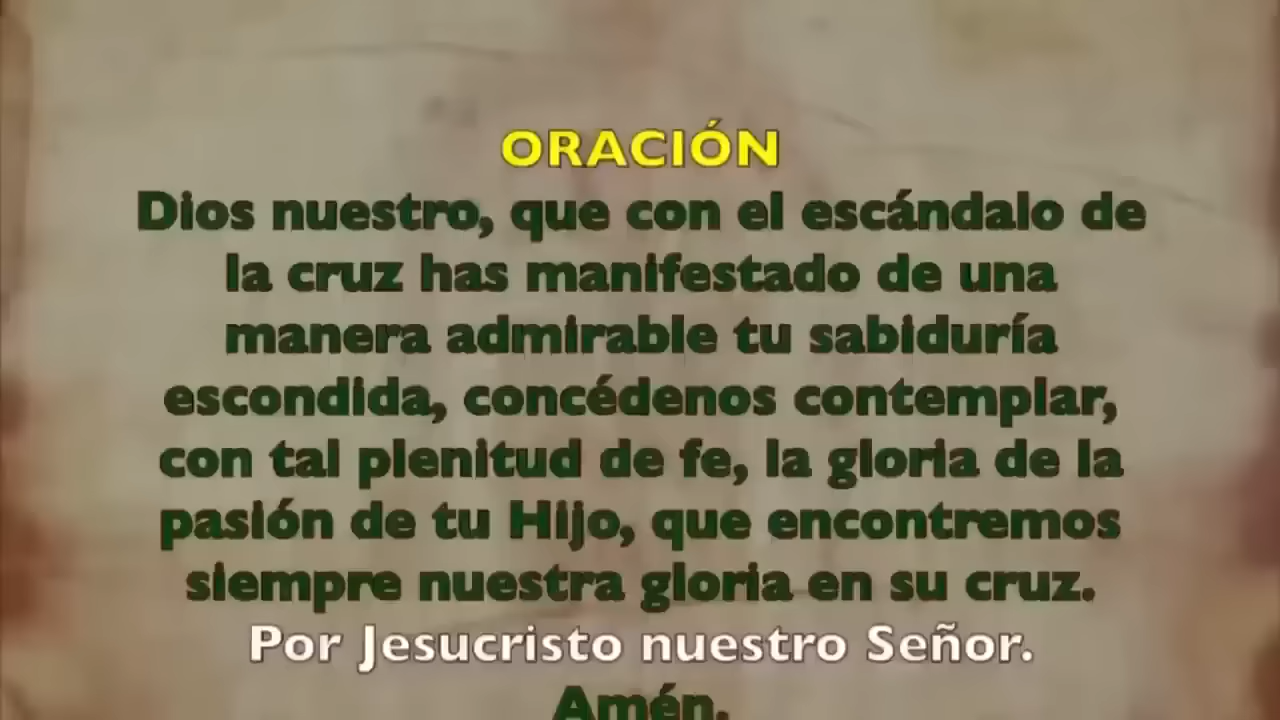 ORACIÓN
Dios nuestro, que con el escándalo de
la cruz has manifestado de una
manera admirable tu sabiduría
escondida, concédenos contemplar,
con tal plenitud de fe, la gloria de la
pasión de tu Hijo, que encontremos
siempre nuestra gloria en su cruz.
Por Jesucristo nuestro Señor.
Amén.